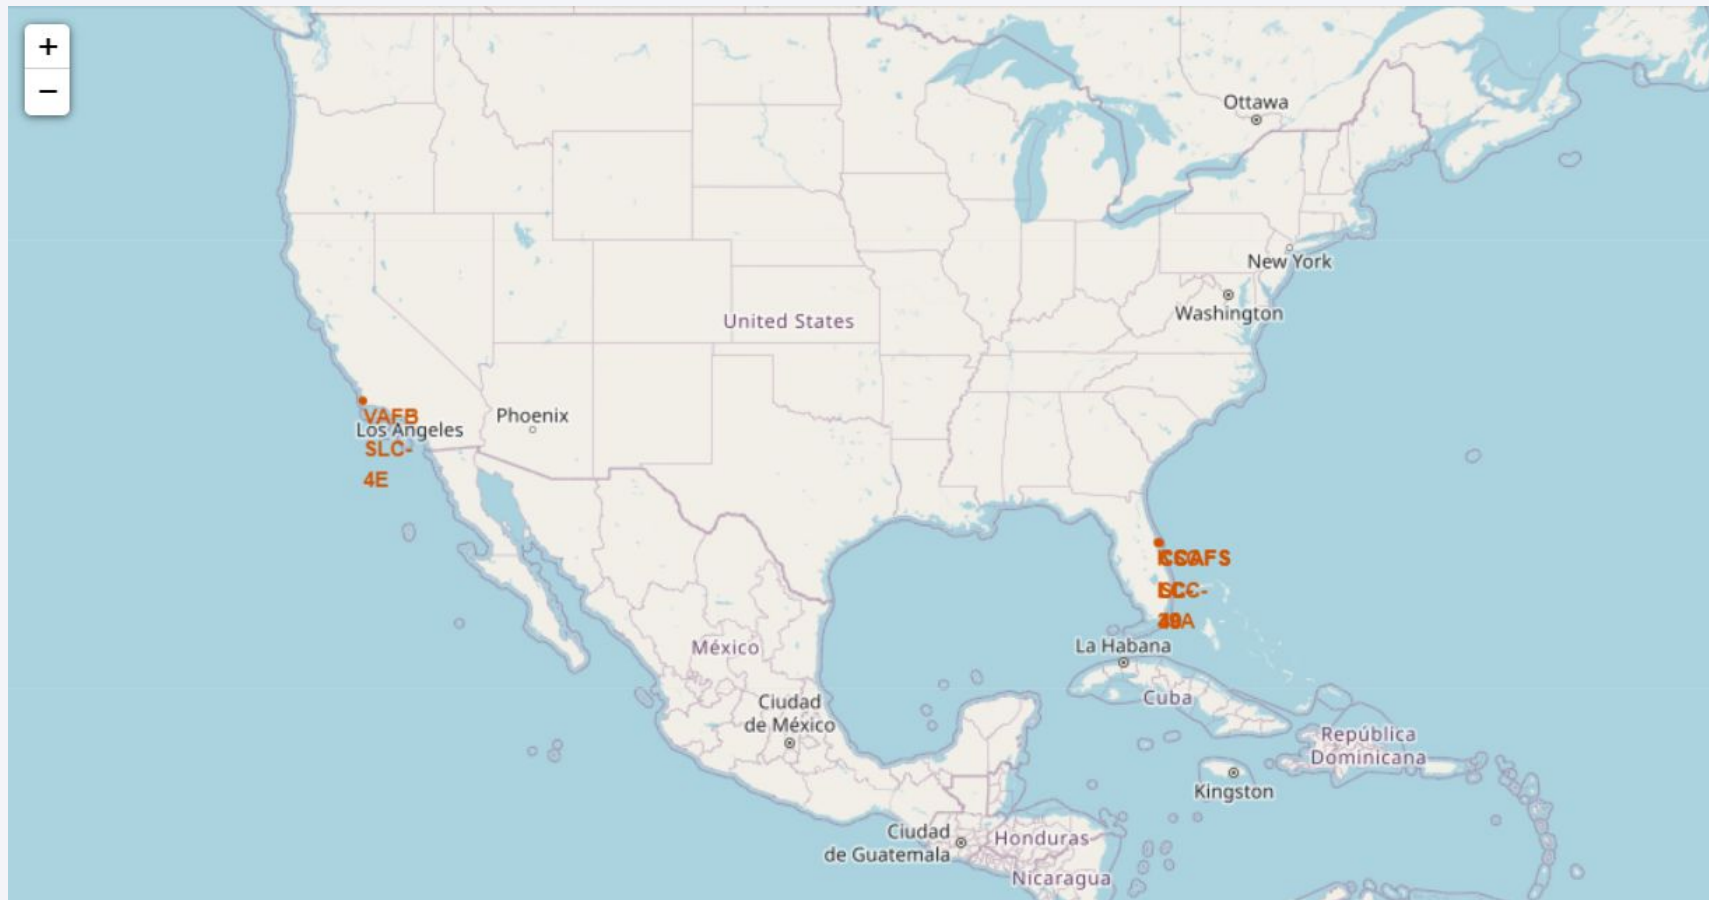 +
−
Ottawa
New York
Washington
United States
VAFB
Los Angeles
SLC-
4E
Phoenix
La Habana
México
Cuba
Ciudad
de México
República
Dominicana
Kingston
Ciudad
de Guatemala
Honduras
Nicaragua